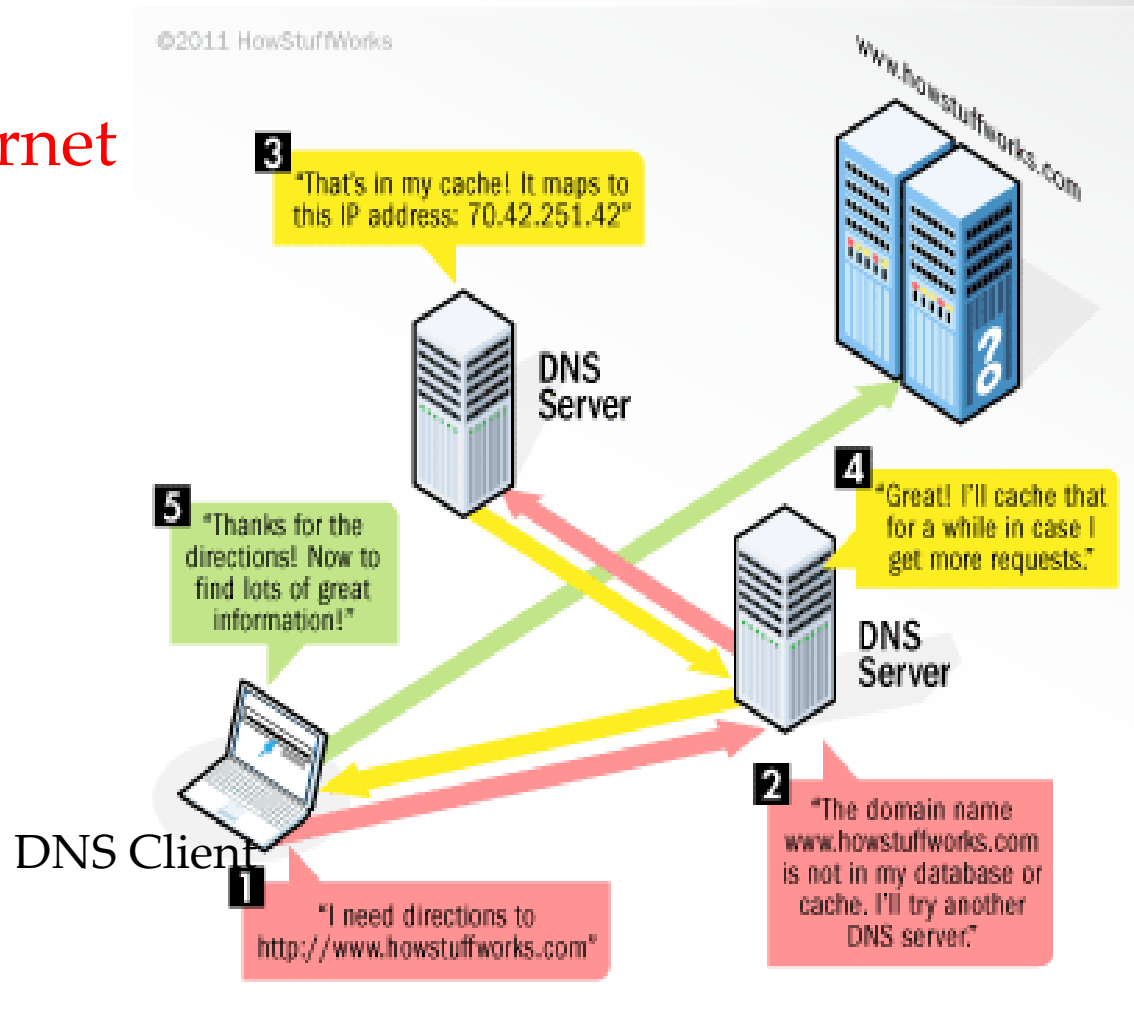 ©2011 HowStuffWorks
www.howstuffworks.com
rnet
3
"That's in my cache! It maps to
this IP address: 70.42.251.42"
DNS
Server
4
"Great! I'll cache that
for a while in case I
get more requests."
5
"Thanks for the
directions! Now to
find lots of great
information!"
DNS
Server
2
"The domain name
www.howstuffworks.com
is not in my database or
cache. I'll try another
DNS server."
DNS Client
1
"I need directions to
http://www.howstuffworks.com"
?